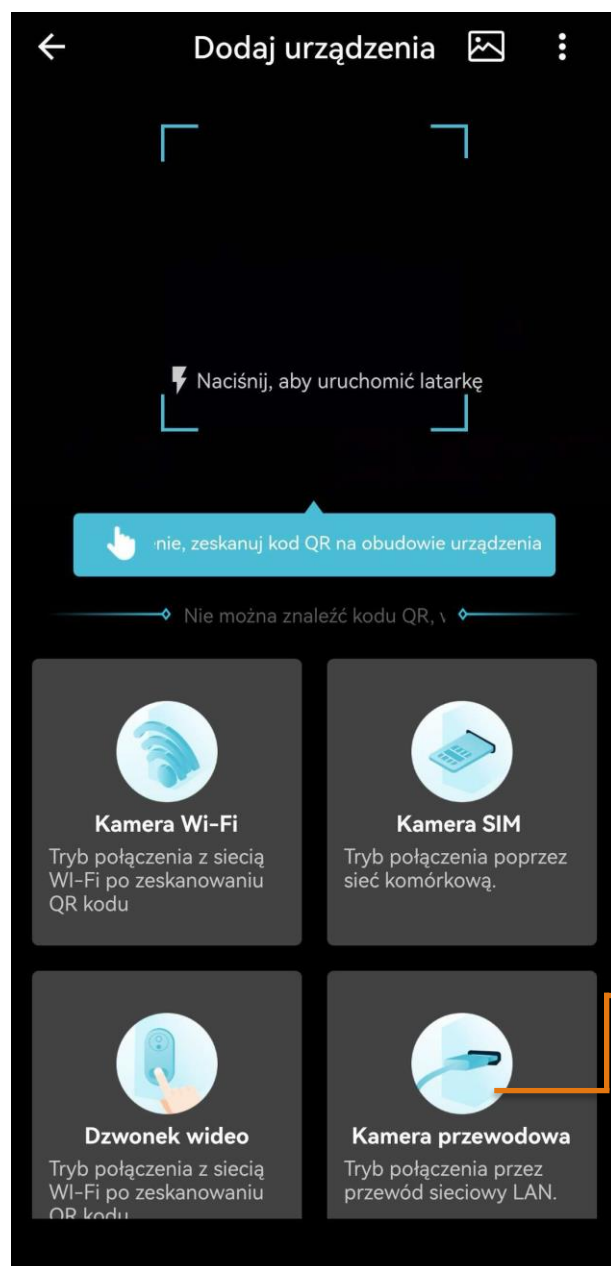 Dodaj urządzenia
Naciśnij, aby uruchomić latarkę
nie, zeskanuj kod QR na obudowie urządzenia
Nie można znaleźć kodu QR,
Kamera Wi-Fi
Tryb połączenia z siecią
WI-Fi po zeskanowaniu
QR kodu
Kamera SIM
Tryb połączenia poprzez
sieć komórkową.
Dzwonek wideo
Tryb połączenia z siecią
WI-Fi po zeskanowaniu
QR kodu
Kamera przewodowa
Tryb połączenia przez
przewód sieciowy LAN.